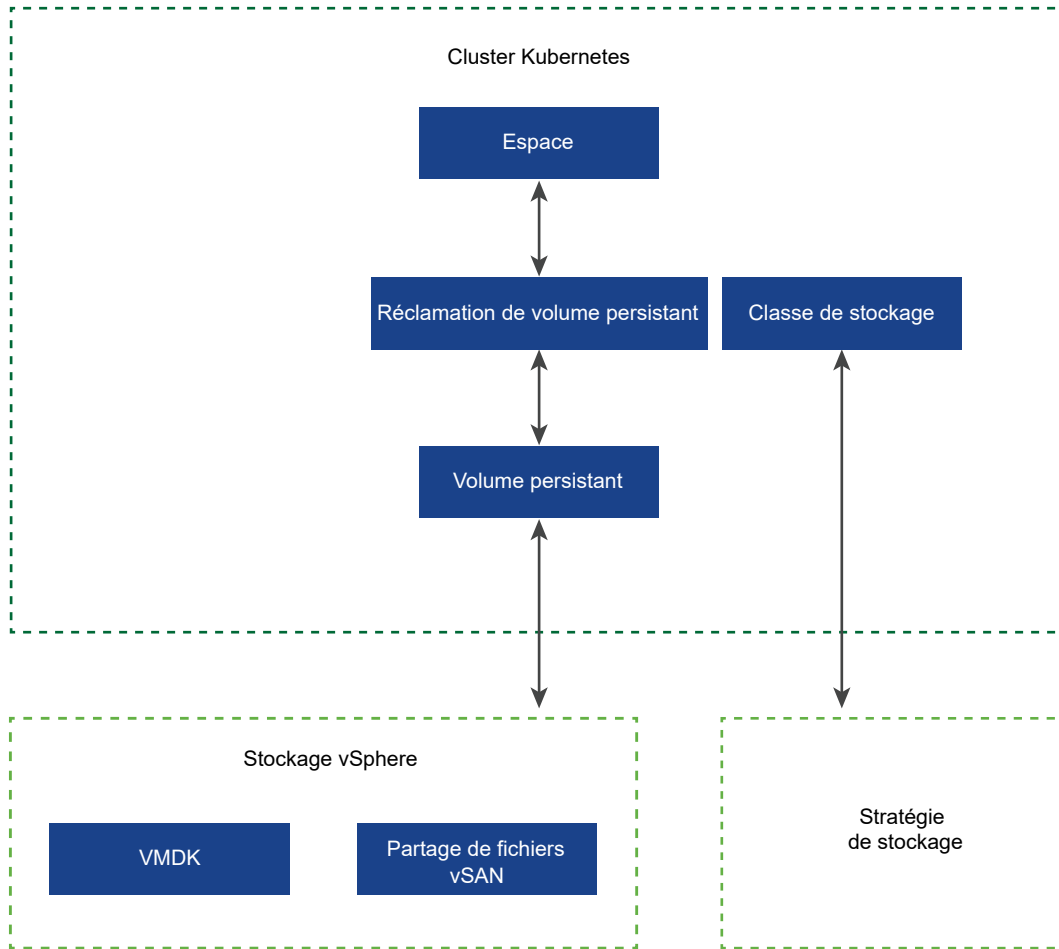 Cluster Kubernetes
Espace
Réclamation de volume persistant
Classe de stockage
Volume persistant
Stockage vSphere
VMDK
Partage de fichiers
vSAN
Stratégie
de stockage